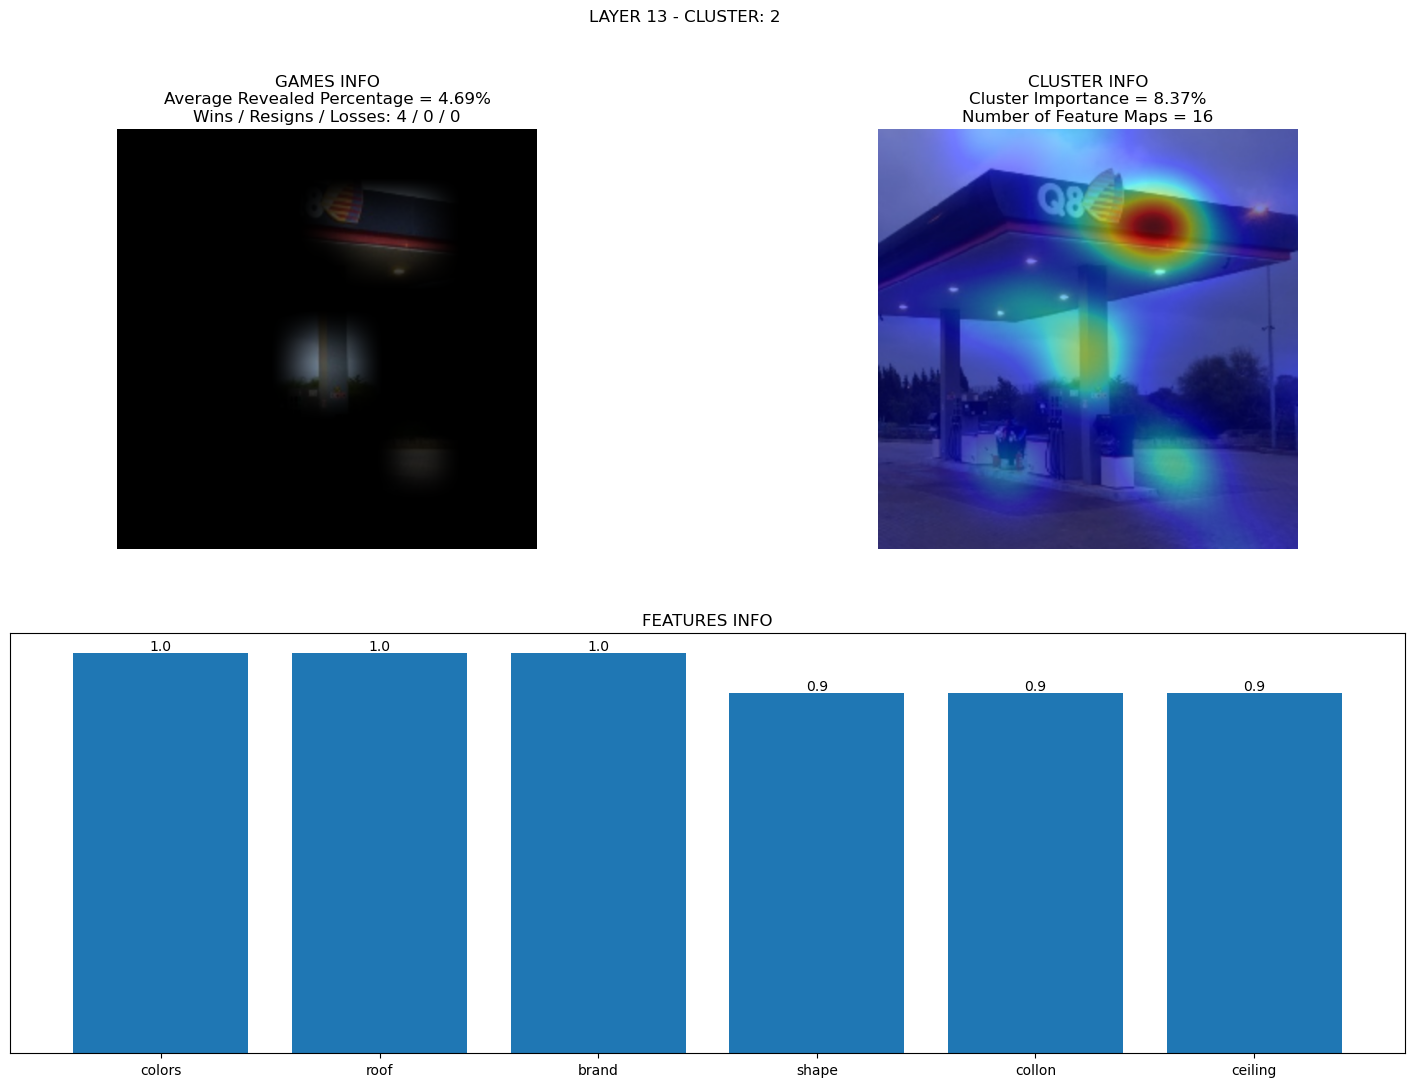 LAYER 13 - CLUSTER: 2
GAMES INFO
Average Revealed Percentage = 4.69%
Wins / Resigns / Losses: 4 / 0 / 0
CLUSTER INFO
Cluster Importance = 8.37%
Number of Feature Maps = 16
8
Q8
FEATURES INFO
1.0 1.0 1.0 0.9 0.9 0.9
colors roof brand shape collon ceiling